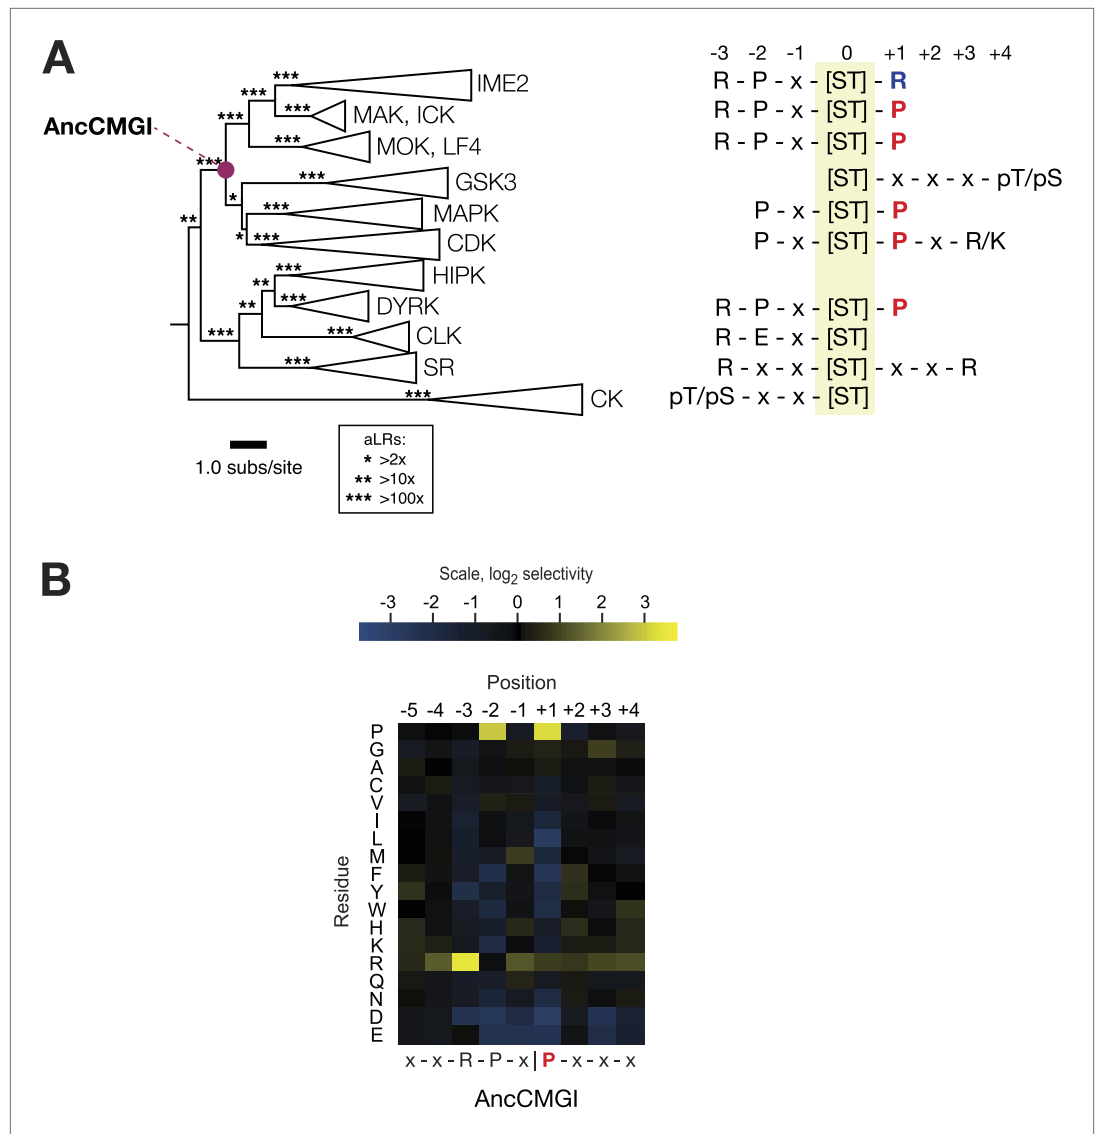 A
-3 -2 -1 0 +1 +2 +3 +4
*** IME2 R - P - x - [ST] - R
***
*** MAK, ICK R - P - x - [ST] - P
***
AncCMGI
*** MOK, LF4 R - P - x - [ST] - P
***
*** GSK3 [ST] - x - x - x - pT/pS
*
*** MAPK P - x - [ST] - P
**
* *** CDK P - x - [ST] - P - x - R/K
*** HIPK
**
*** DYRK R - P - x - [ST] - P
**
*** *** CLK R - E - x - [ST]
*** SR R - x - x - [ST] - x - x - R
*** CK pT/pS - x - x - [ST]
1.0 subs/site
aLRs:
* >2x
** >10x
*** >100x
B
Scale, log2 selectivity
-3 -2 -1 0 1 2 3
Position
-5 -4 -3 -2 -1 +1 +2 +3 +4
Residue
P
G
A
C
V
I
L
M
F
Y
W
H
K
R
Q
N
D
E
x - x - R - P - x | P - x - x - x
AncCMGI